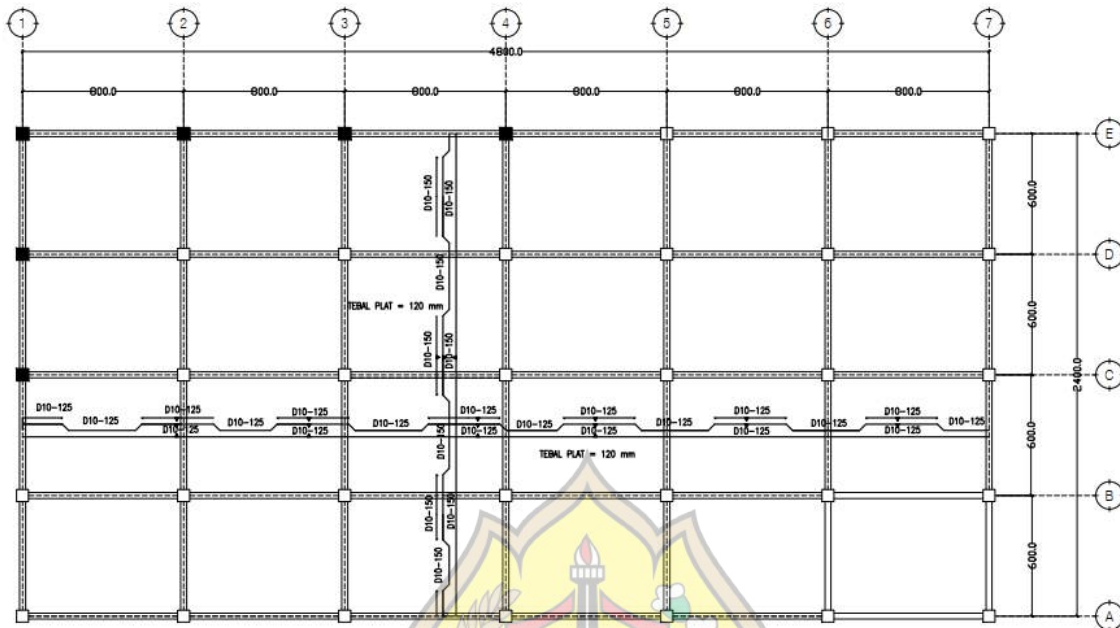 1 2 3 4 5 6 7
4800.0
800.0 800.0 800.0 800.0 800.0 800.0
E
D10-150 D10-150
600.0
D
D10-150
TEBAL PLAT = 120 mm
600.0
D10-150 D10-150
C
2400.0
D10-125 D10-125 D10-125 D10-125 D10-125 D10-125 D10-125
D10-125 D10-125 D10-125 D10-125 D10-125 D10-125 D10-125
D10-125 D10-125 D10-125 D10-125 D10-125 D10-125
D10-150
600.0
TEBAL PLAT = 120 mm
B
D10-150 D10-150
600.0
D10-150
A